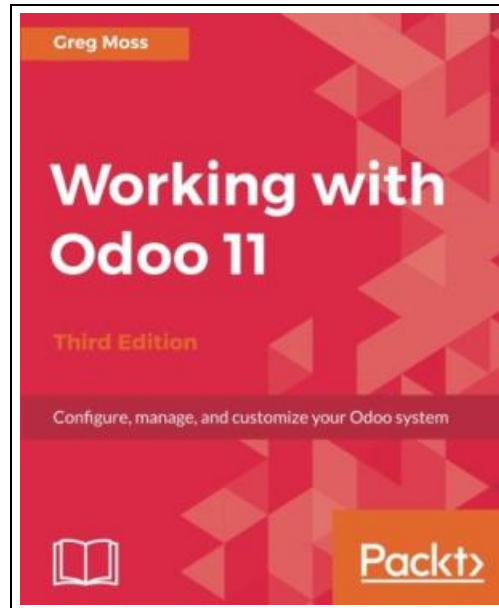 Greg Moss
Working with
Odoo 11
Third Edition
Configure, manage, and customize your Odoo system
Packt>